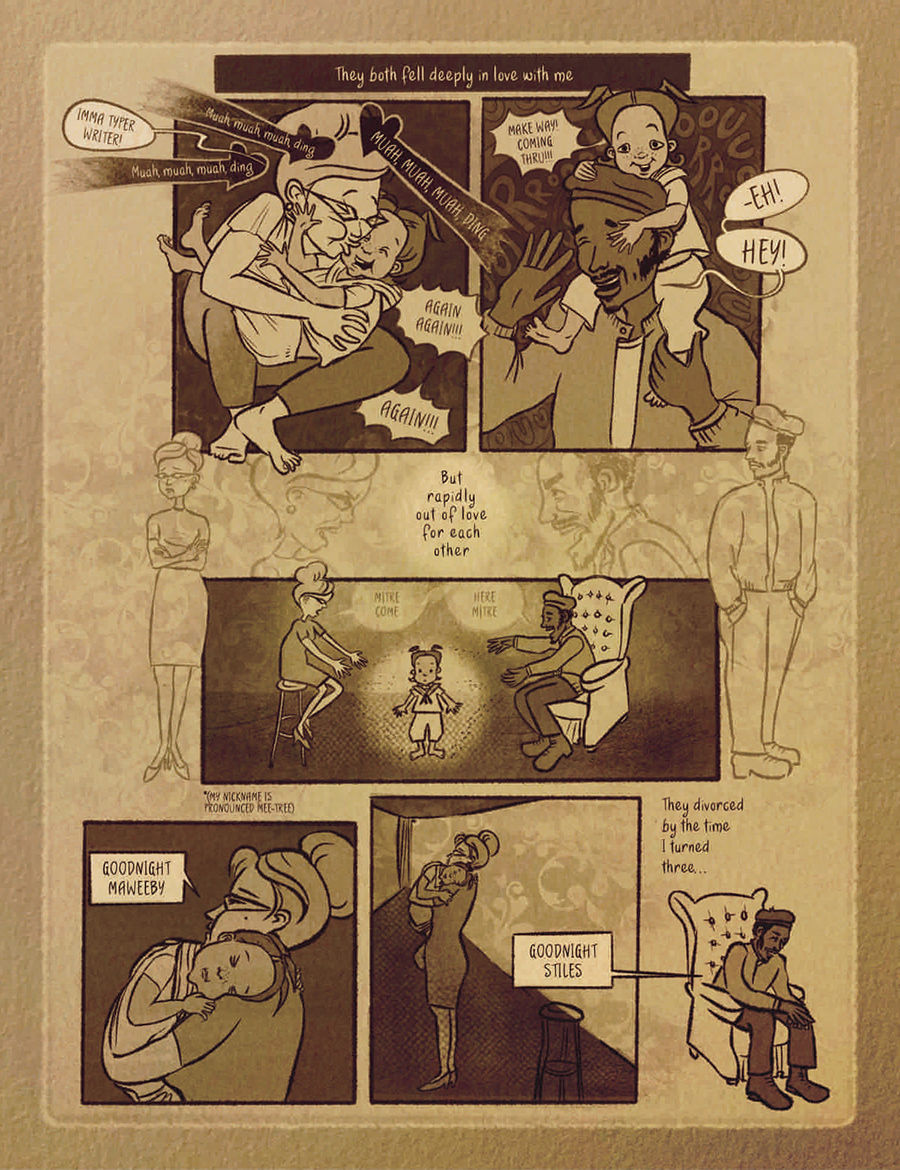 They both fell deeply in love with me
IMMA TYPER
WRITER!
Muah muah muah, ding
Muah, muah, muah, ding
MUAH, MUAH, MUAH, DING
AGAIN
AGAIN!!!
AGAIN!!!
...
MAKE WAY!
COMING
THRU!!!
-EH!
HEY!
But
rapidly
out of love
for each
other
MITRE
COME
HERE
MITRE
*(MY NICKNAME IS
PRONOUNCED MEE-TREE)
GOODNIGHT
MAWEEBY
They divorced
by the time
I turned
three...
GOODNIGHT
STILES